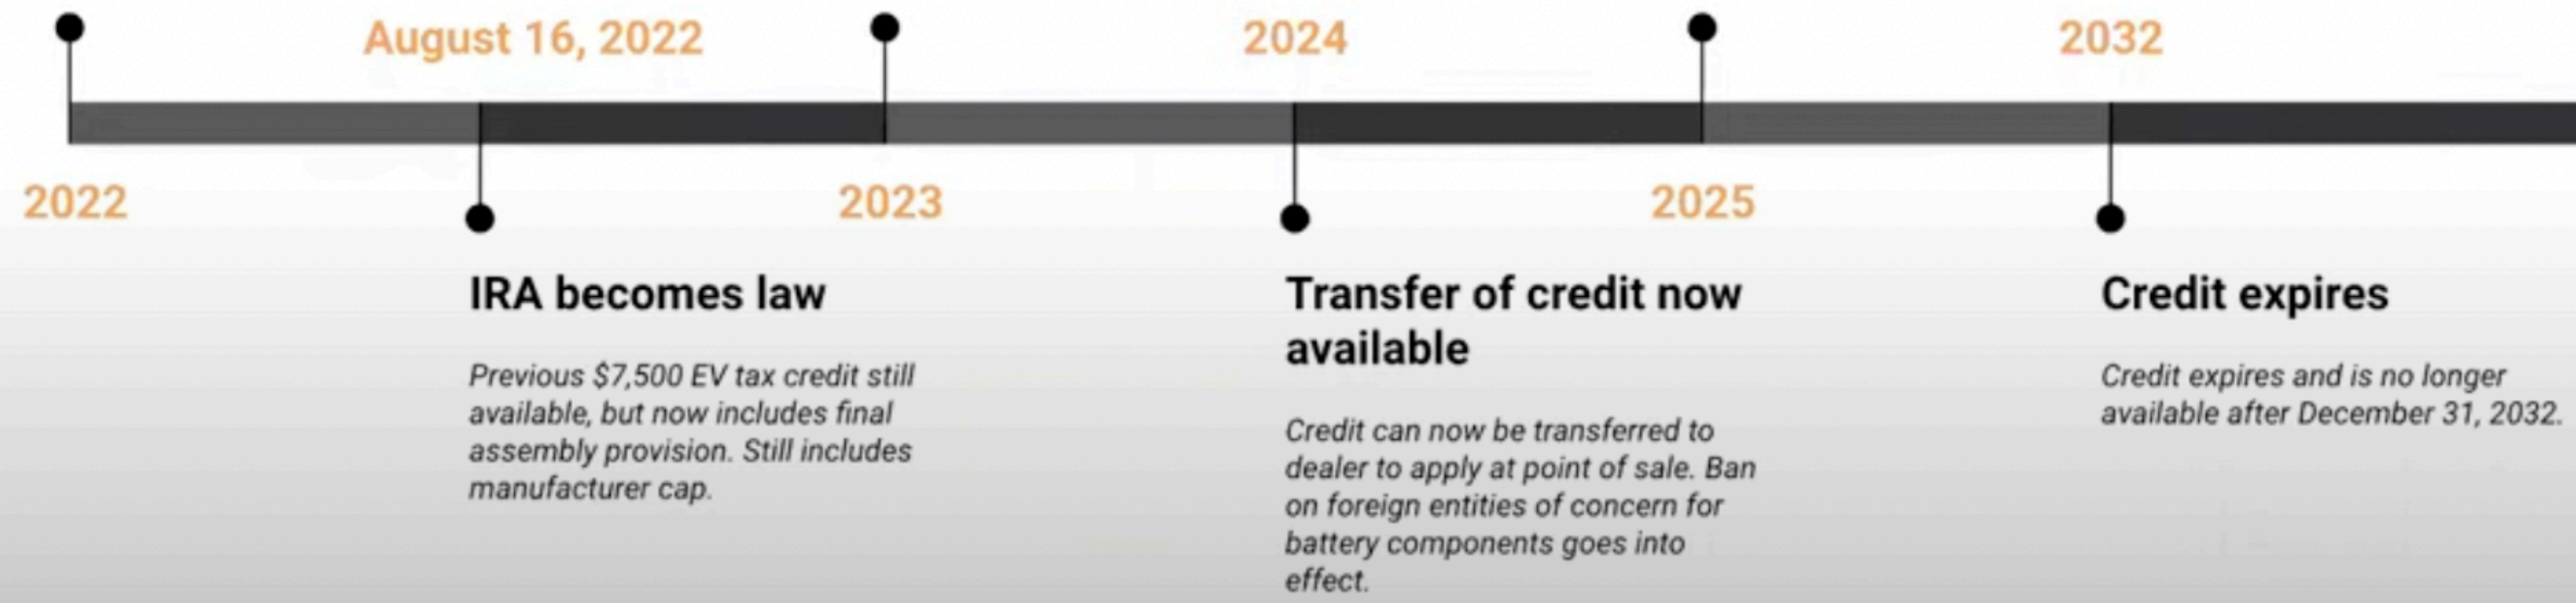 August 16, 2022
2024
2032
2022
2023
2025
IRA becomes law
Previous $7,500 EV tax credit still
available, but now includes final
assembly provision. Still includes
manufacturer cap.
Transfer of credit now
available
Credit can now be transferred to
dealer to apply at point of sale. Ban
on foreign entities of concern for
battery components goes into
effect.
Credit expires
Credit expires and is no longer
available after December 31, 2032.